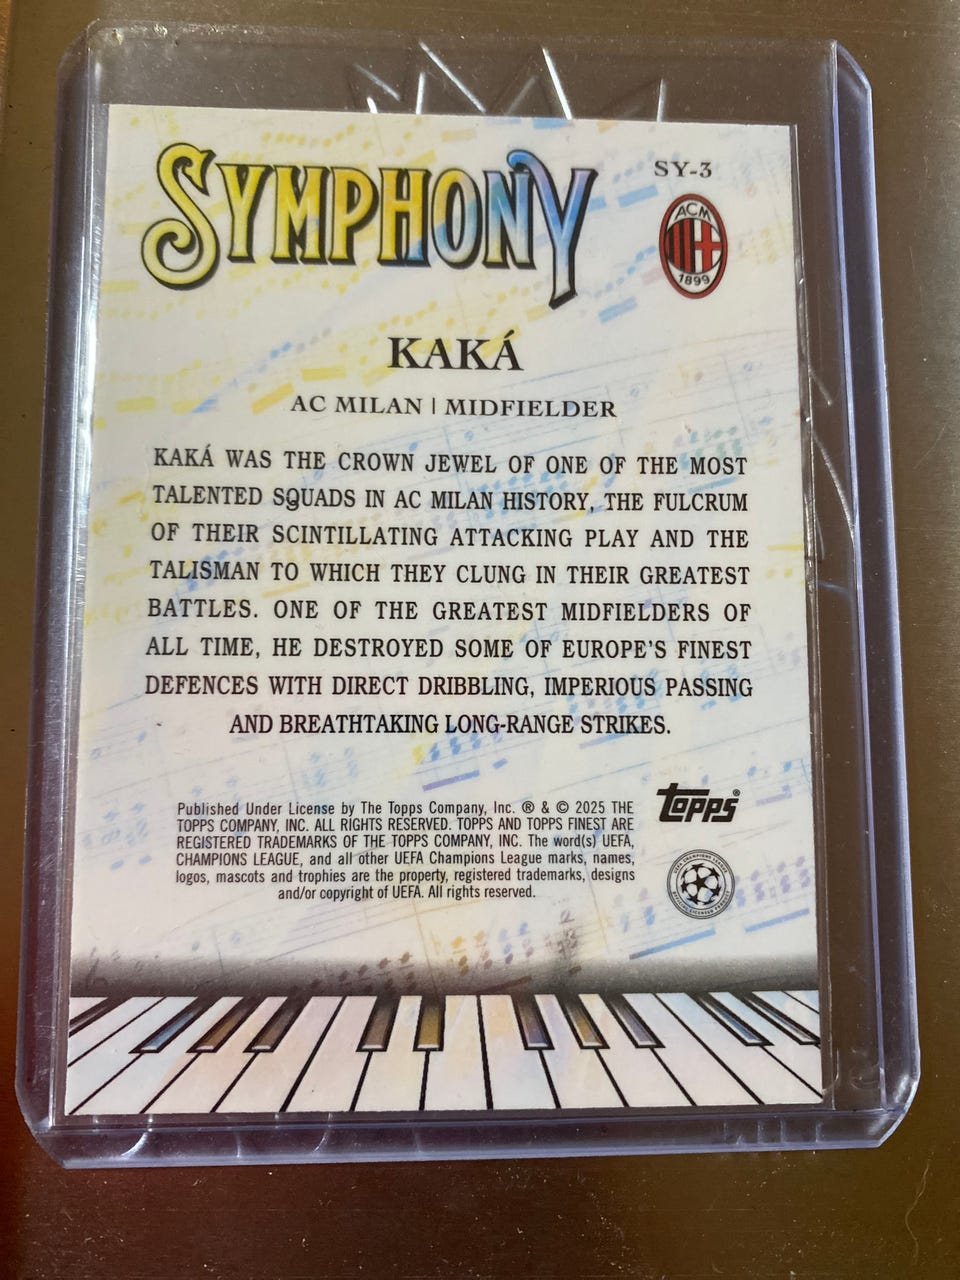 SYMPHONY
SY-3
ACM
1899
KAKÁ
AC MILAN | MIDFIELDER
KAKÁ WAS THE CROWN JEWEL OF ONE OF THE MOST
TALENTED SQUADS IN AC MILAN HISTORY, THE FULCRUM
OF THEIR SCINTILLATING ATTACKING PLAY AND THE
TALISMAN TO WHICH THEY CLUNG IN THEIR GREATEST
BATTLES. ONE OF THE GREATEST MIDFIELDERS OF
ALL TIME, HE DESTROYED SOME OF EUROPE'S FINEST
DEFENCES WITH DIRECT DRIBBLING, IMPERIOUS PASSING
AND BREATHTAKING LONG-RANGE STRIKES.
Published Under License by The Topps Company, Inc. ® & © 2025 THE
TOPPS COMPANY, INC. ALL RIGHTS RESERVED. TOPPS AND TOPPS FINEST ARE
REGISTERED TRADEMARKS OF THE TOPPS COMPANY, INC. The word(s) UEFA,
CHAMPIONS LEAGUE, and all other UEFA Champions League marks, names,
logos, mascots and trophies are the property, registered trademarks, designs
and/or copyright of UEFA. All rights reserved.
topps®
UEFA CHAMPIONS LEAGUE
OFFICIAL LICENSED PRODUCT